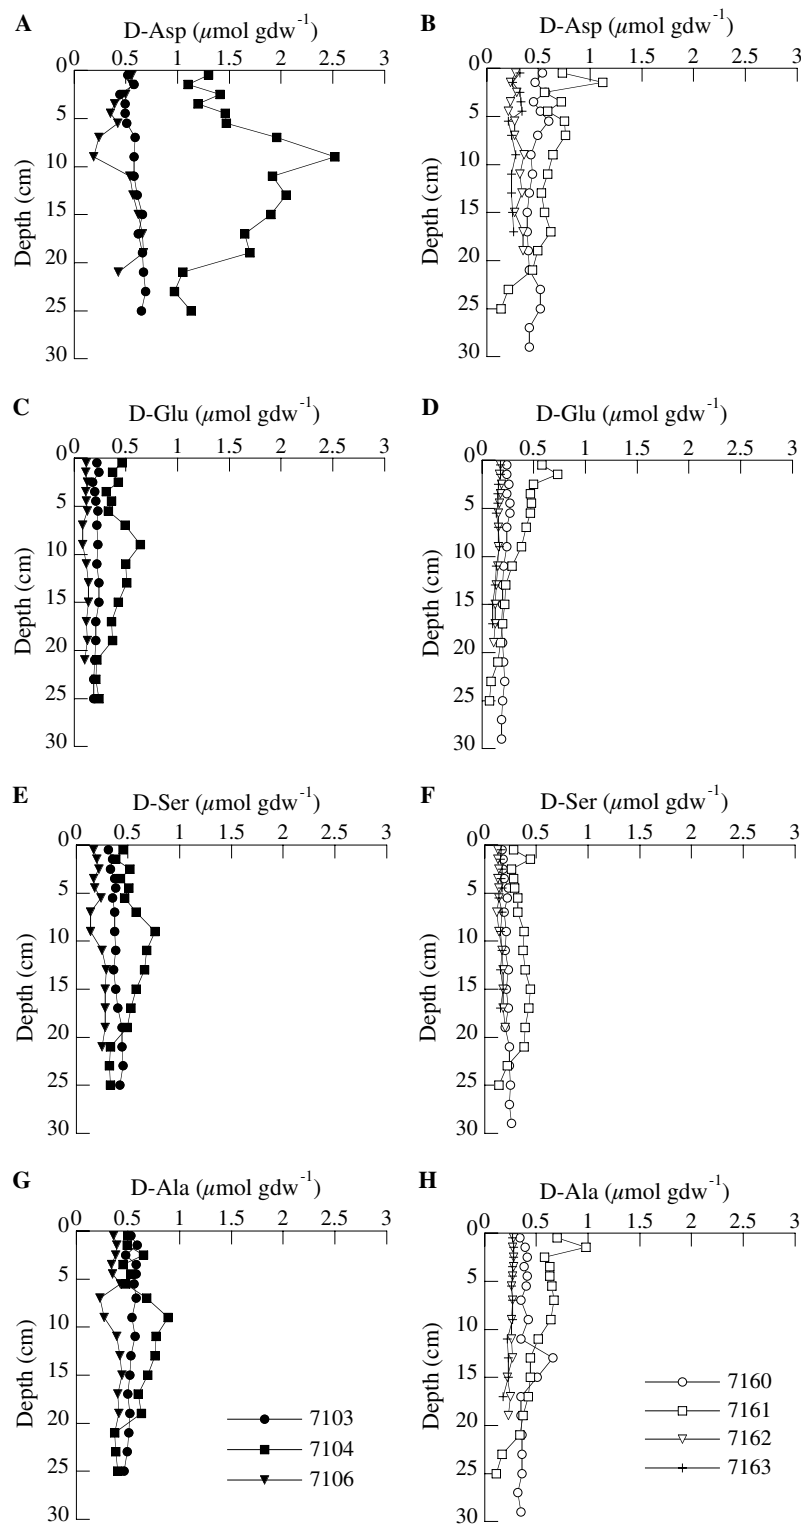 A
D-Asp (µmol gdw⁻¹)
0 0.5 1 1.5 2 2.5 3
0
5
10
15
20
25
30
Depth (cm)
B
D-Asp (µmol gdw⁻¹)
0 0.5 1 1.5 2 2.5 3
0
5
10
15
20
25
30
Depth (cm)
C
D-Glu (µmol gdw⁻¹)
0 0.5 1 1.5 2 2.5 3
0
5
10
15
20
25
30
Depth (cm)
D
D-Glu (µmol gdw⁻¹)
0 0.5 1 1.5 2 2.5 3
0
5
10
15
20
25
30
Depth (cm)
E
D-Ser (µmol gdw⁻¹)
0 0.5 1 1.5 2 2.5 3
0
5
10
15
20
25
30
Depth (cm)
F
D-Ser (µmol gdw⁻¹)
0 0.5 1 1.5 2 2.5 3
0
5
10
15
20
25
30
Depth (cm)
G
D-Ala (µmol gdw⁻¹)
0 0.5 1 1.5 2 2.5 3
0
5
10
15
20
25
30
Depth (cm)
7103
7104
7106
H
D-Ala (µmol gdw⁻¹)
0 0.5 1 1.5 2 2.5 3
0
5
10
15
20
25
30
Depth (cm)
7160
7161
7162
7163